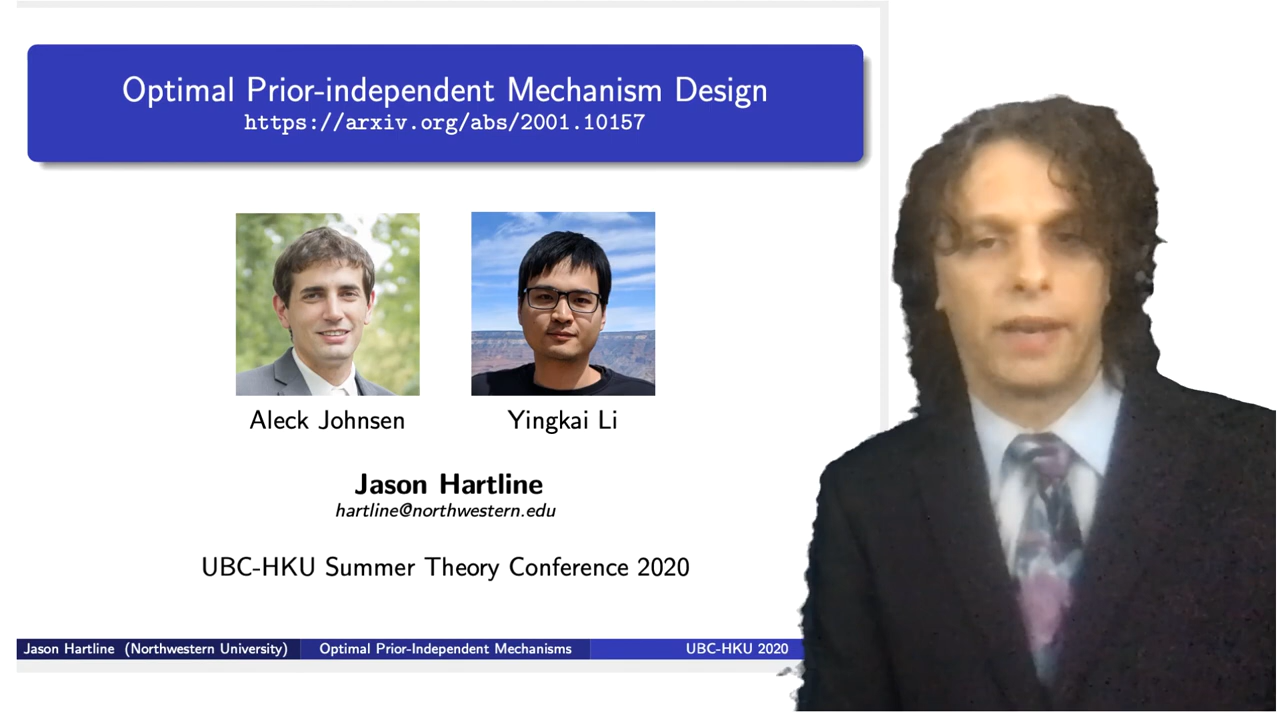 Optimal Prior-independent Mechanism Design
https://arxiv.org/abs/2001.10157
Aleck Johnsen
Yingkai Li
Jason Hartline
hartline@northwestern.edu
UBC-HKU Summer Theory Conference 2020
Jason Hartline (Northwestern University)
Optimal Prior-Independent Mechanisms
UBC-HKU 2020